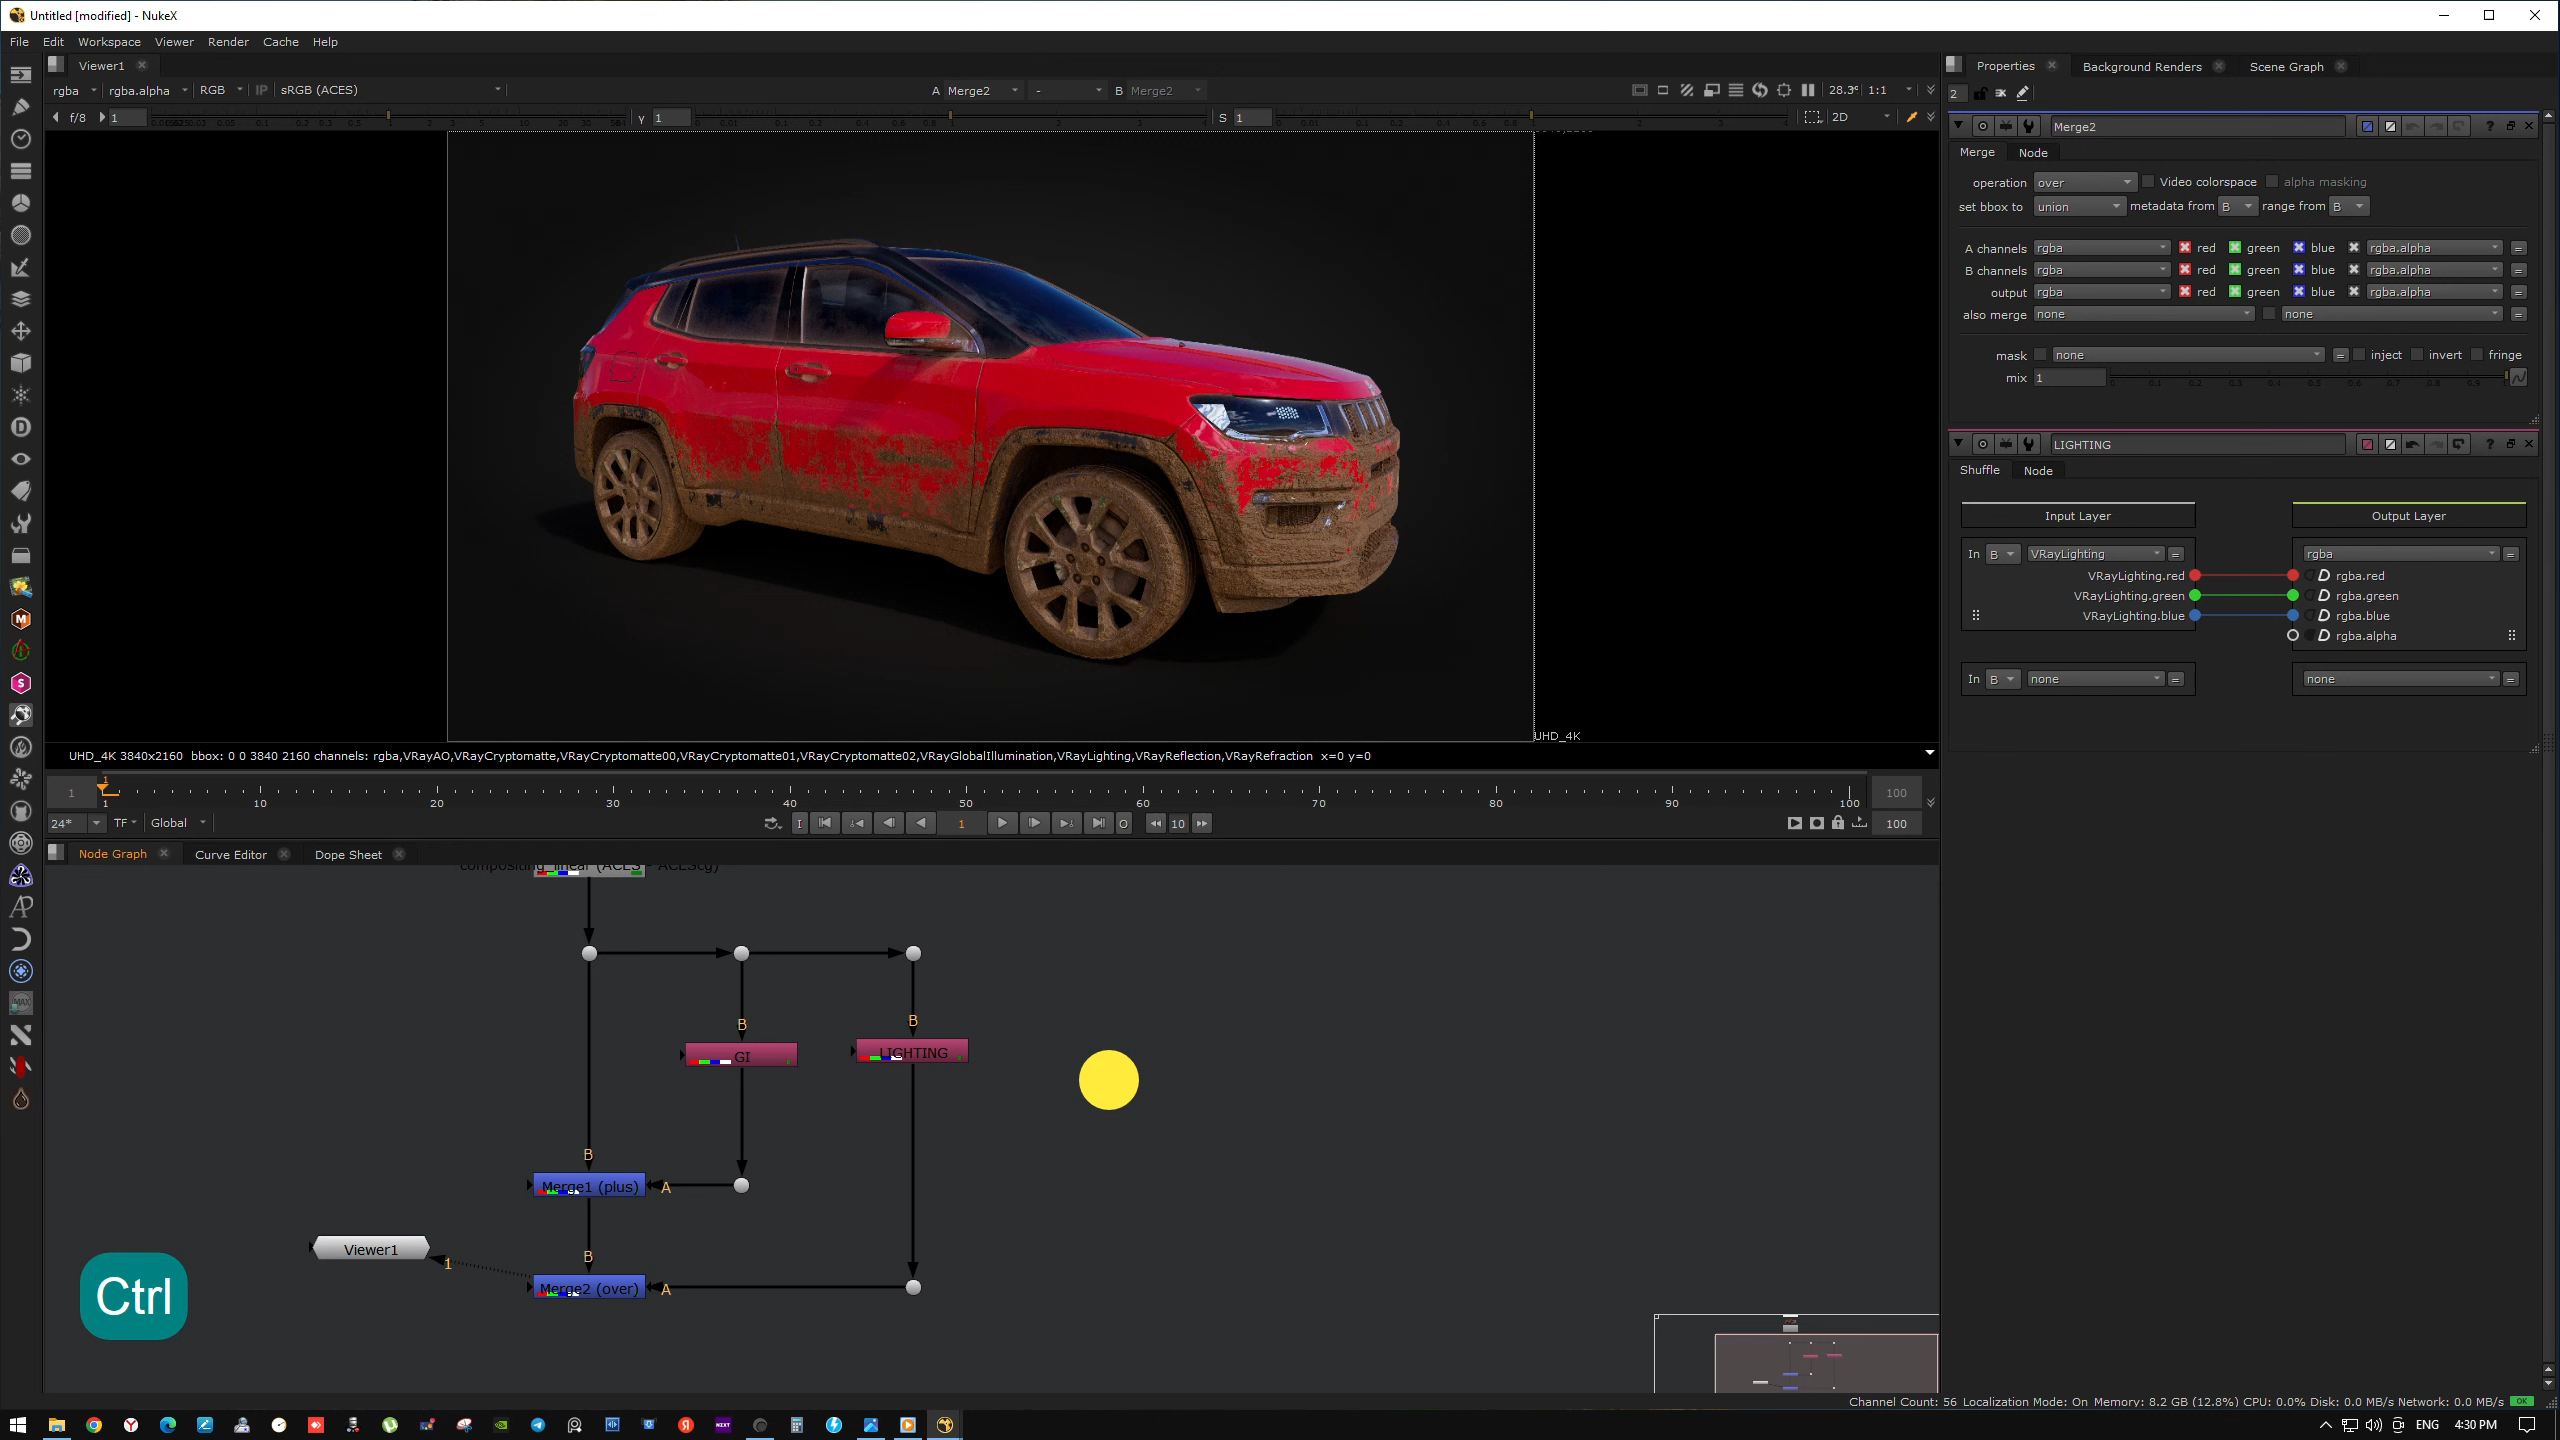 Untitled [modified] - NukeX
File Edit Workspace Viewer Render Cache Help
Viewer1
rgba rgba.alpha RGB IP sRGB (ACES) A Merge2 - B Merge2 1:1
f/8 1 γ 1 S 1 2D
UHD_4K
UHD_4K 3840x2160 bbox: 0 0 3840 2160 channels: rgba,VRayAO,VRayCryptomatte,VRayCryptomatte00,VRayCryptomatte01,VRayCryptomatte02,VRayGlobalIllumination,VRayLighting,VRayReflection,VRayRefraction x=0 y=0
1
1 100
1 10 20 30 40 50 60 70 80 90 100
24* TF Global I 1 O 10 100
Node Graph Curve Editor Dope Sheet
compositing_linear (ACES - ACEScg)
B B
GI LIGHTING
B
Merge1 (plus) A
Viewer1 1
B
Merge2 (over) A
Ctrl
Properties Background Renders Scene Graph
2
Merge2
Merge Node
operation over Video colorspace alpha masking
set bbox to union metadata from B range from B
A channels rgba red green blue rgba.alpha =
B channels rgba red green blue rgba.alpha =
output rgba red green blue rgba.alpha =
also merge none none =
mask none = inject invert fringe
mix 1
LIGHTING
Shuffle Node
Input Layer Output Layer
In B VRayLighting = rgba =
VRayLighting.red rgba.red
VRayLighting.green rgba.green
VRayLighting.blue rgba.blue
rgba.alpha
In B none = none =
Channel Count: 56 Localization Mode: On Memory: 8.2 GB (12.8%) CPU: 0.0% Disk: 0.0 MB/s Network: 0.0 MB/s OK
ENG 4:30 PM